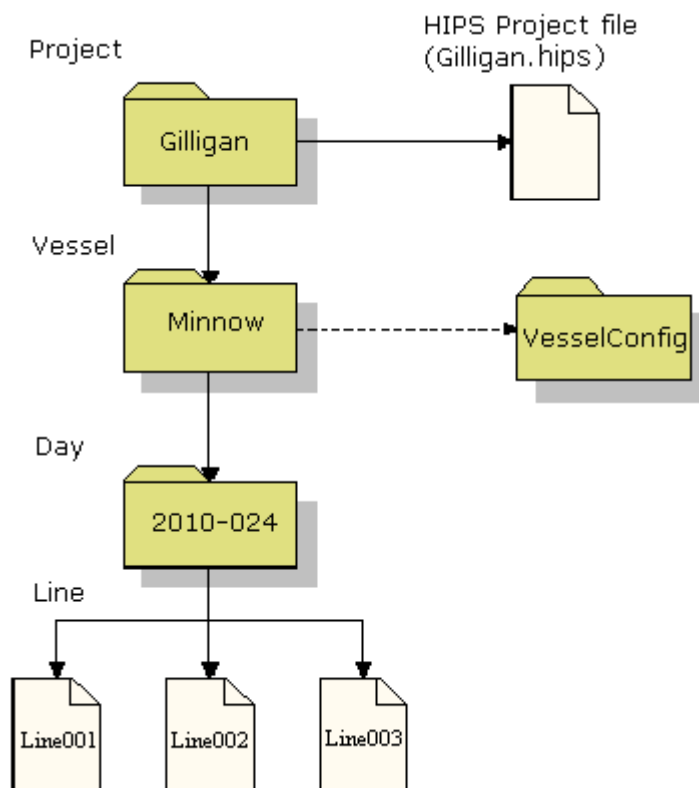 Project
HIPS Project file
(Gilligan.hips)
Gilligan
Vessel
Minnow
VesselConfig
Day
2010-024
Line
Line001
Line002
Line003